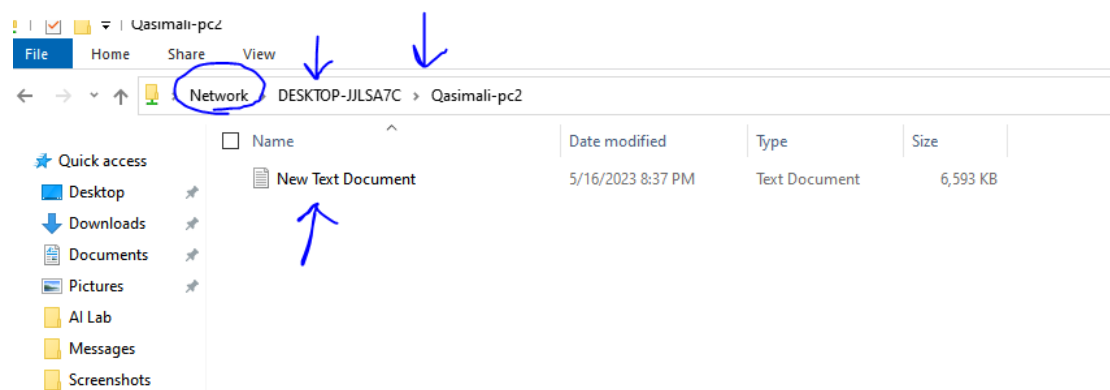 Qasimali-pc2
File Home Share View
Network DESKTOP-JJLSA7C Qasimali-pc2
Name Date modified Type Size
Quick access
New Text Document 5/16/2023 8:37 PM Text Document 6,593 KB
Desktop
Downloads
Documents
Pictures
AI Lab
Messages
Screenshots